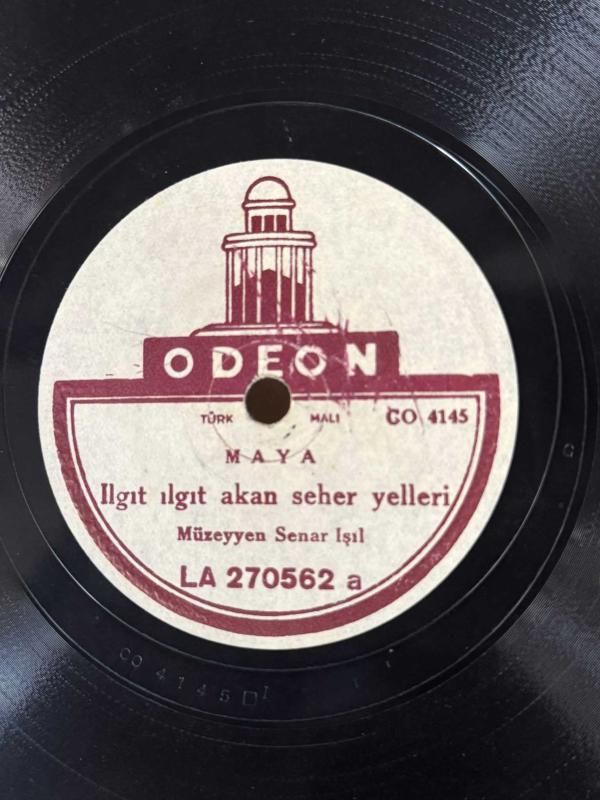 ODEON
TÜRK MALI CO 4145
MAYA
Ilgıt ılgıt akan seher yelleri
Müzeyyen Senar Işıl
LA 270562 a
CO 4145